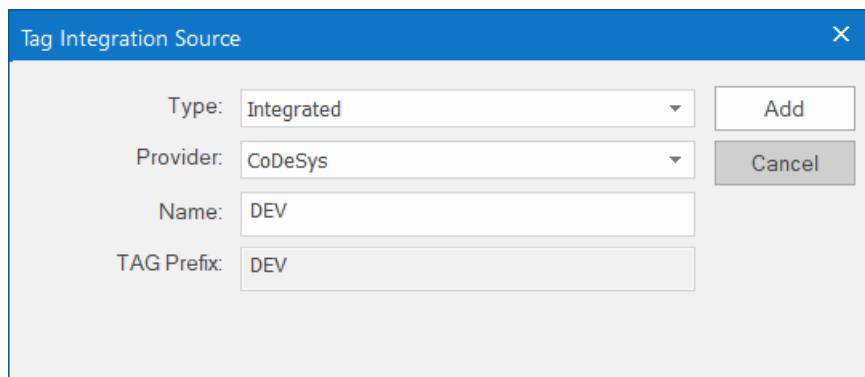 Tag Integration Source
Type: Integrated Add
Provider: CoDeSys Cancel
Name: DEV
TAG Prefix: DEV